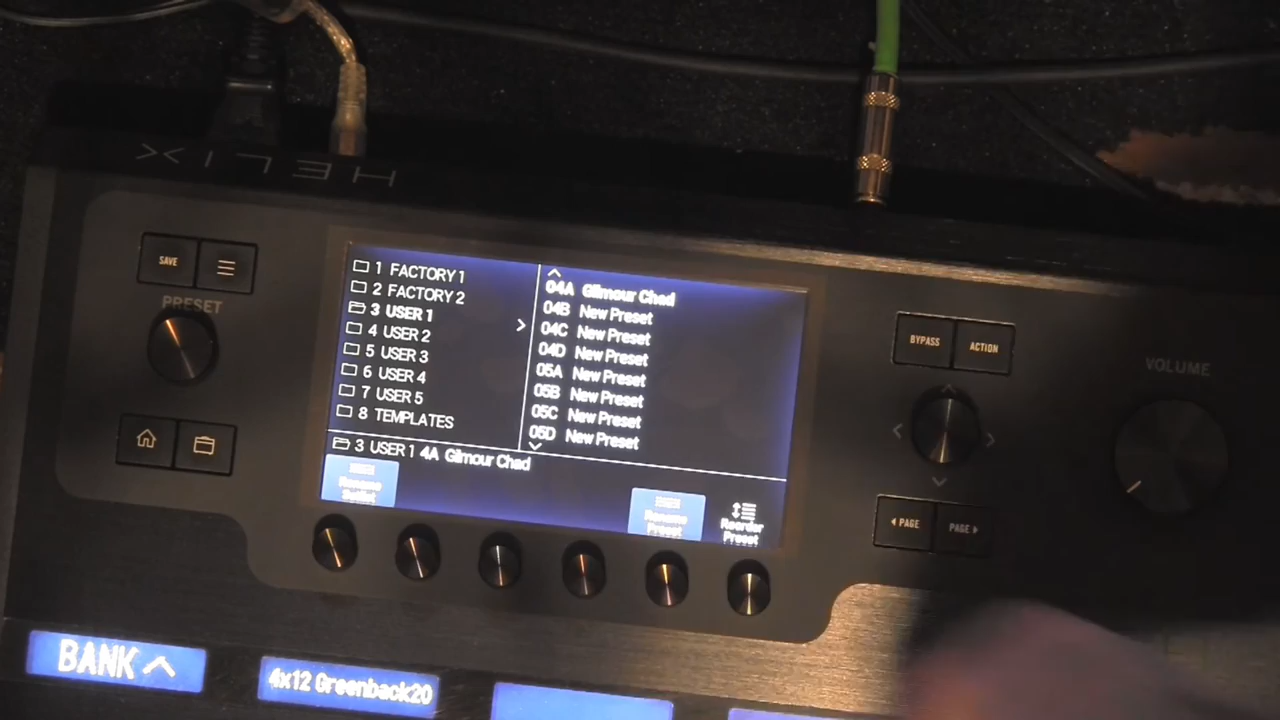 HELIX
SAVE
PRESET
1 FACTORY 1
2 FACTORY 2
3 USER 1
4 USER 2
5 USER 3
6 USER 4
7 USER 5
8 TEMPLATES
04A Gilmour Chad
04B New Preset
04C New Preset
04D New Preset
05A New Preset
05B New Preset
05C New Preset
05D New Preset
3 USER 1 4A Gilmour Chad
Rename
Setlist
Rename
Preset
Reorder
Preset
BYPASS
ACTION
VOLUME
PAGE
PAGE
BANK
4x12 Greenback20